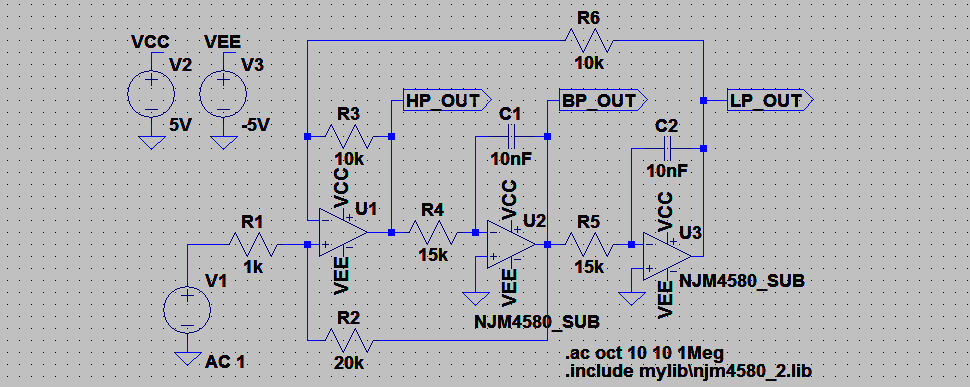 VCC VEE
V2 V3
5V -5V
R6
10k
HP_OUT BP_OUT LP_OUT
R3
10k
C1
10nF
C2
10nF
VCC
U1
VEE
R1
1k
R4
15k
VCC
U2
VEE
NJM4580_SUB
R5
15k
VCC
U3
VEE
NJM4580_SUB
V1
AC 1
R2
20k
.ac oct 10 10 1Meg
.include mylib\njm4580_2.lib